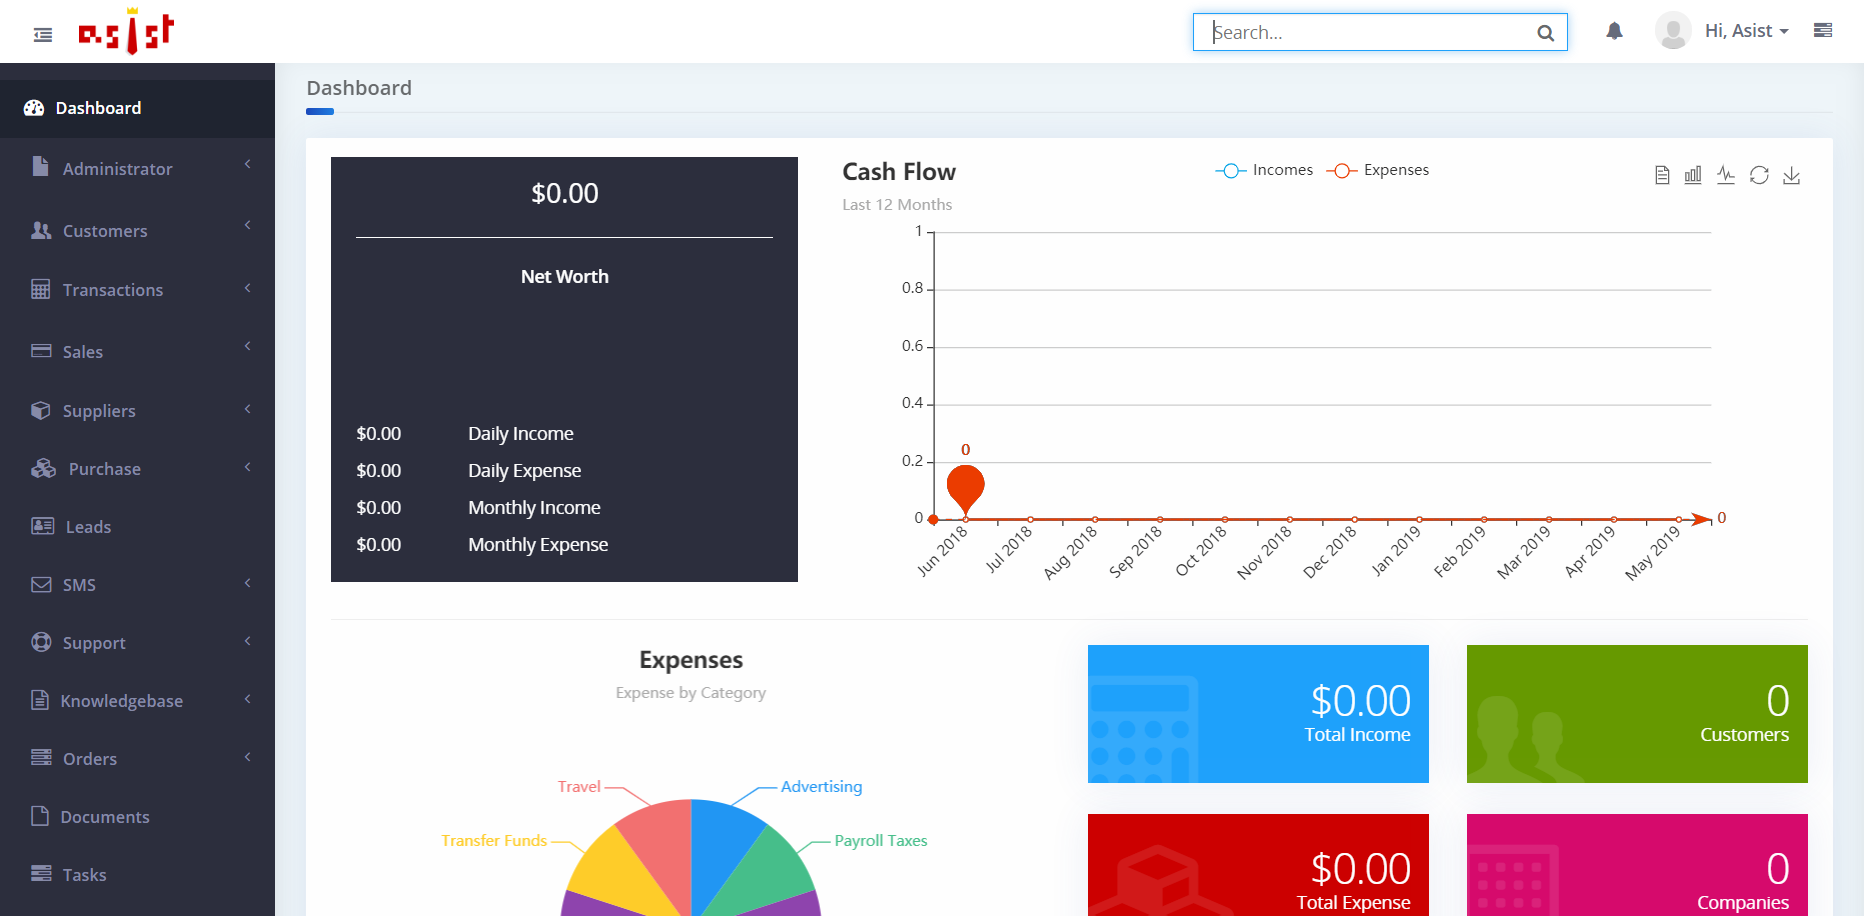 asist
Search...
Hi, Asist
Dashboard
Administrator
Customers
Transactions
Sales
Suppliers
Purchase
Leads
SMS
Support
Knowledgebase
Orders
Documents
Tasks
Dashboard
$0.00
Net Worth
$0.00 Daily Income
$0.00 Daily Expense
$0.00 Monthly Income
$0.00 Monthly Expense
Cash Flow
Last 12 Months
Incomes Expenses
1
0.8
0.6
0.4
0.2
0
0
0
Jun 2018 Jul 2018 Aug 2018 Sep 2018 Oct 2018 Nov 2018 Dec 2018 Jan 2019 Feb 2019 Mar 2019 Apr 2019 May 2019
Expenses
Expense by Category
Travel
Advertising
Transfer Funds
Payroll Taxes
$0.00
Total Income
0
Customers
$0.00
Total Expense
0
Companies